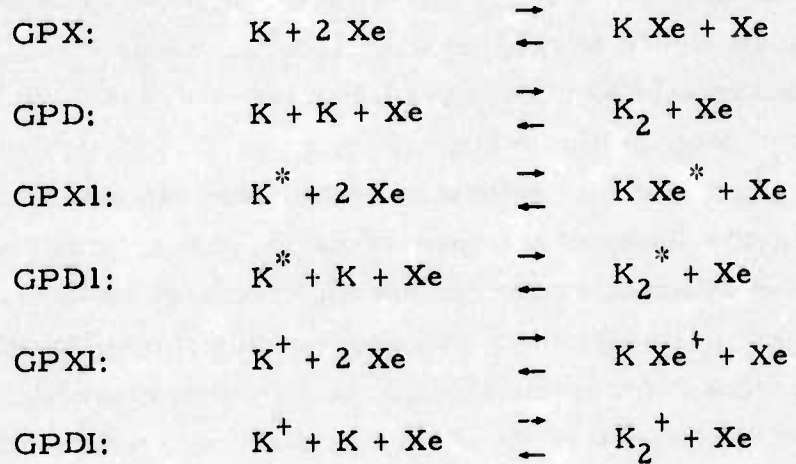 GPX: K + 2 Xe ⇄ K Xe + Xe
GPD: K + K + Xe ⇄ K₂ + Xe
GPX1: K* + 2 Xe ⇄ K Xe* + Xe
GPD1: K* + K + Xe ⇄ K₂* + Xe
GPXI: K⁺ + 2 Xe ⇄ K Xe⁺ + Xe
GPDI: K⁺ + K + Xe ⇄ K₂⁺ + Xe